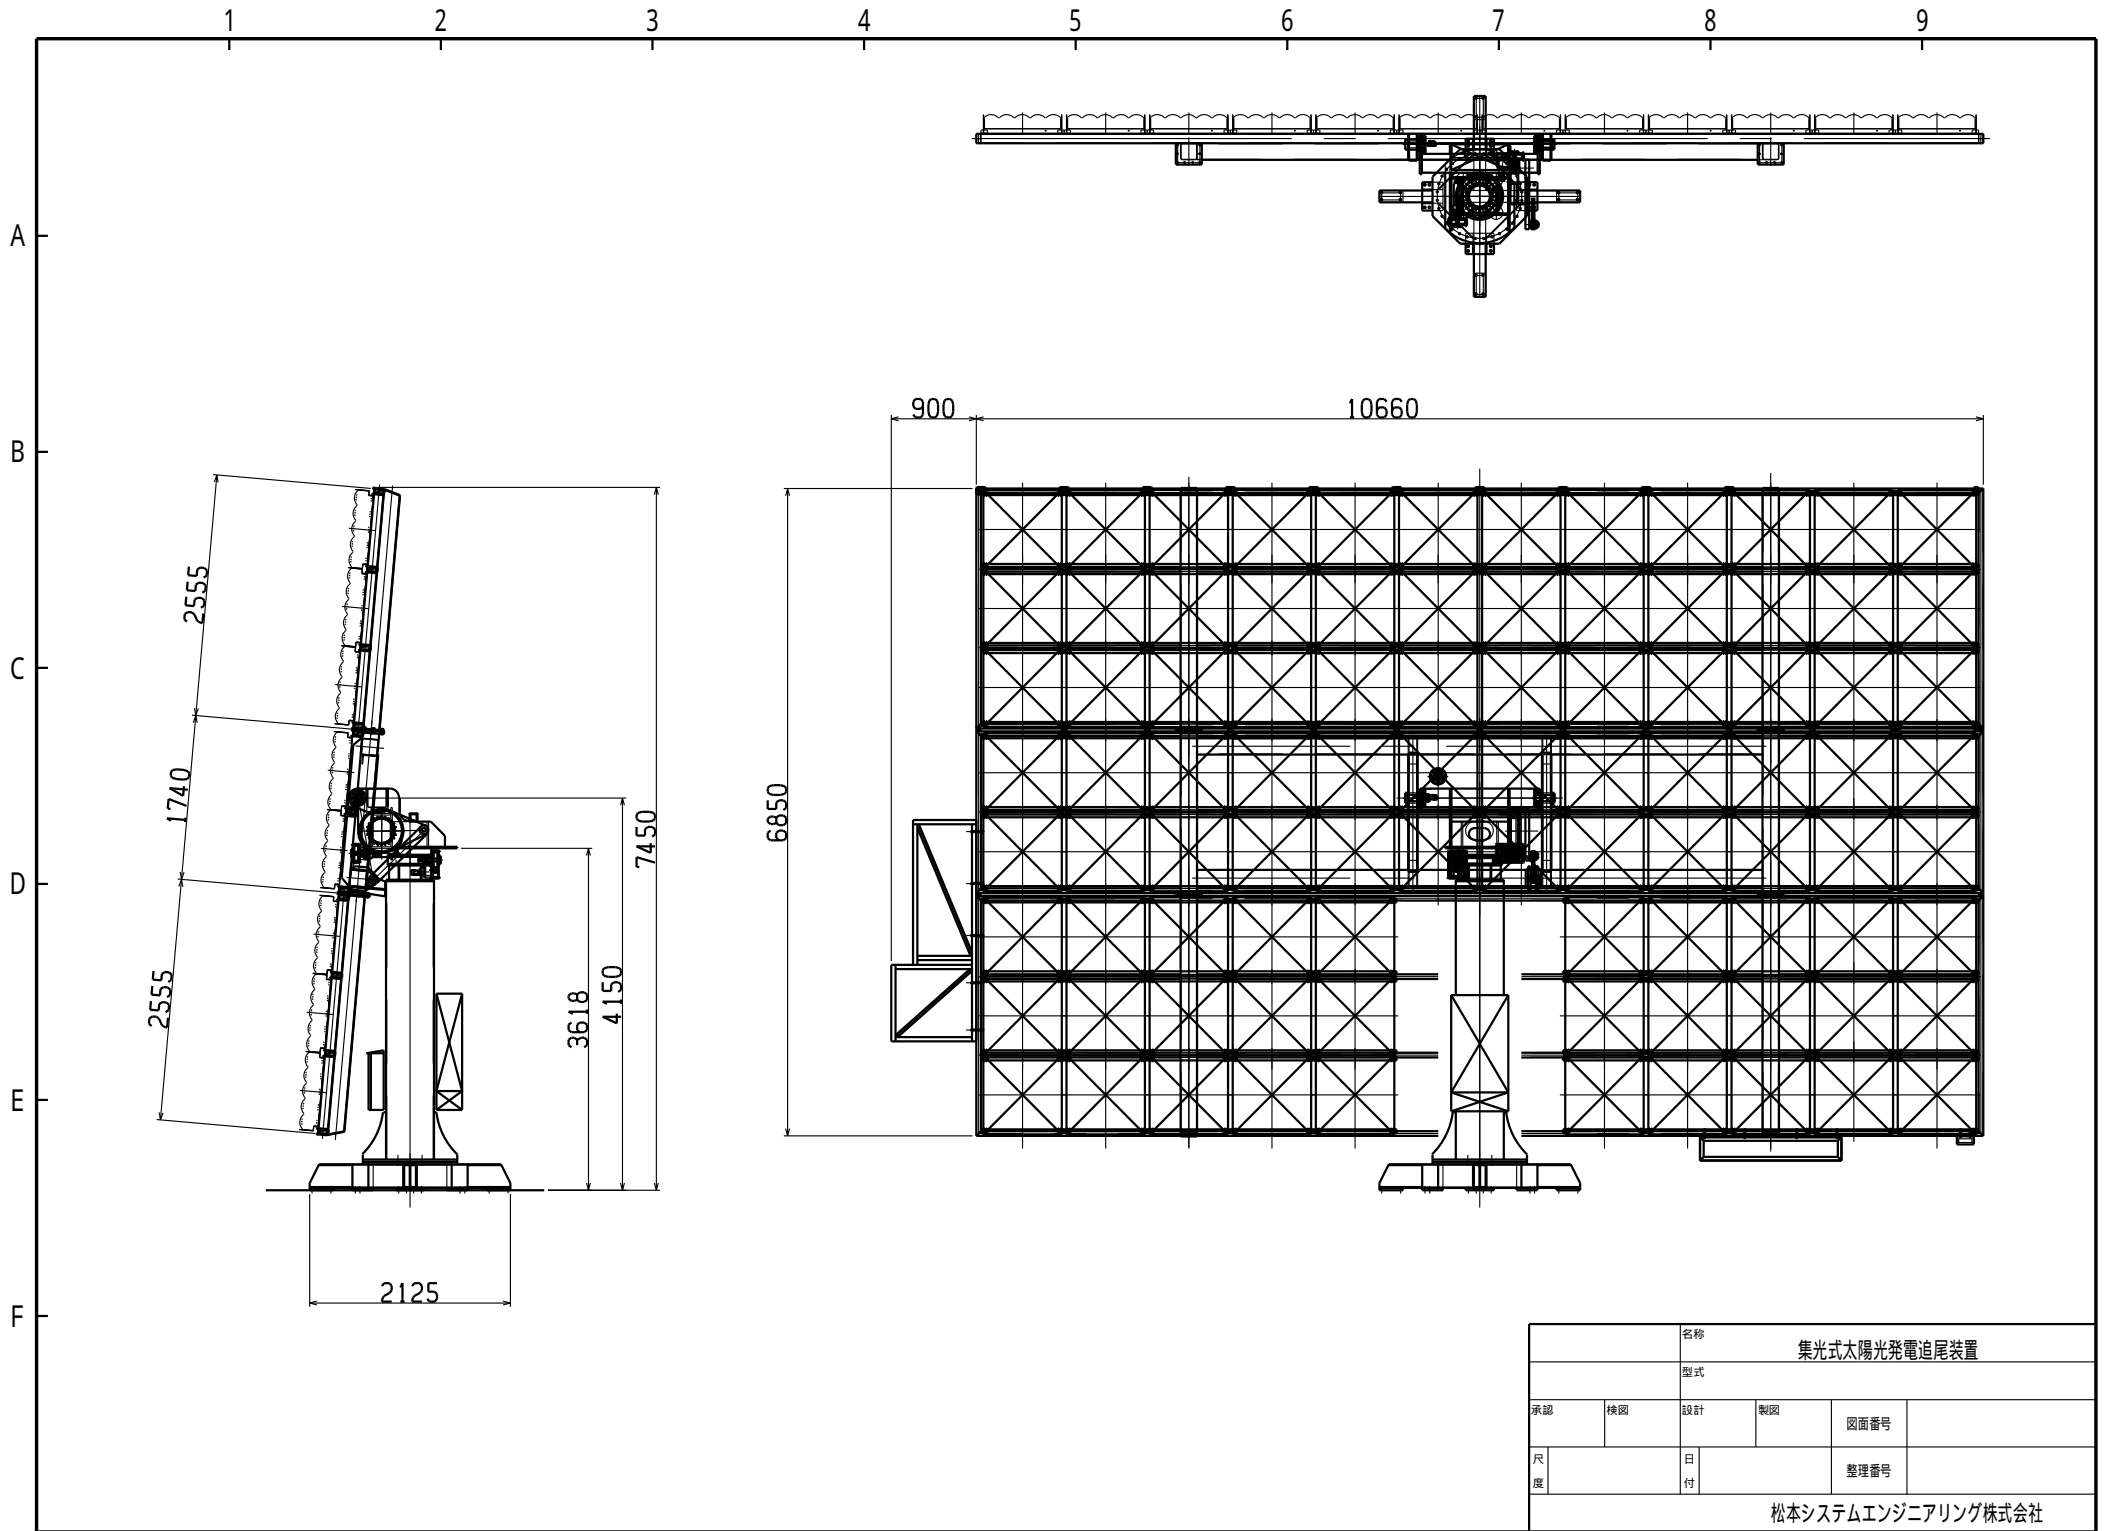 1 2 3 4 5 6 7 8 9
A
B
C
D
E
F
900
10660
2555
1740
2555
6850
7450
4150
3618
2125
名称
集光式太陽光発電追尾装置
型式
承認 検図 設計 製図 図面番号
尺度 日付 整理番号
松本システムエンジニアリング株式会社